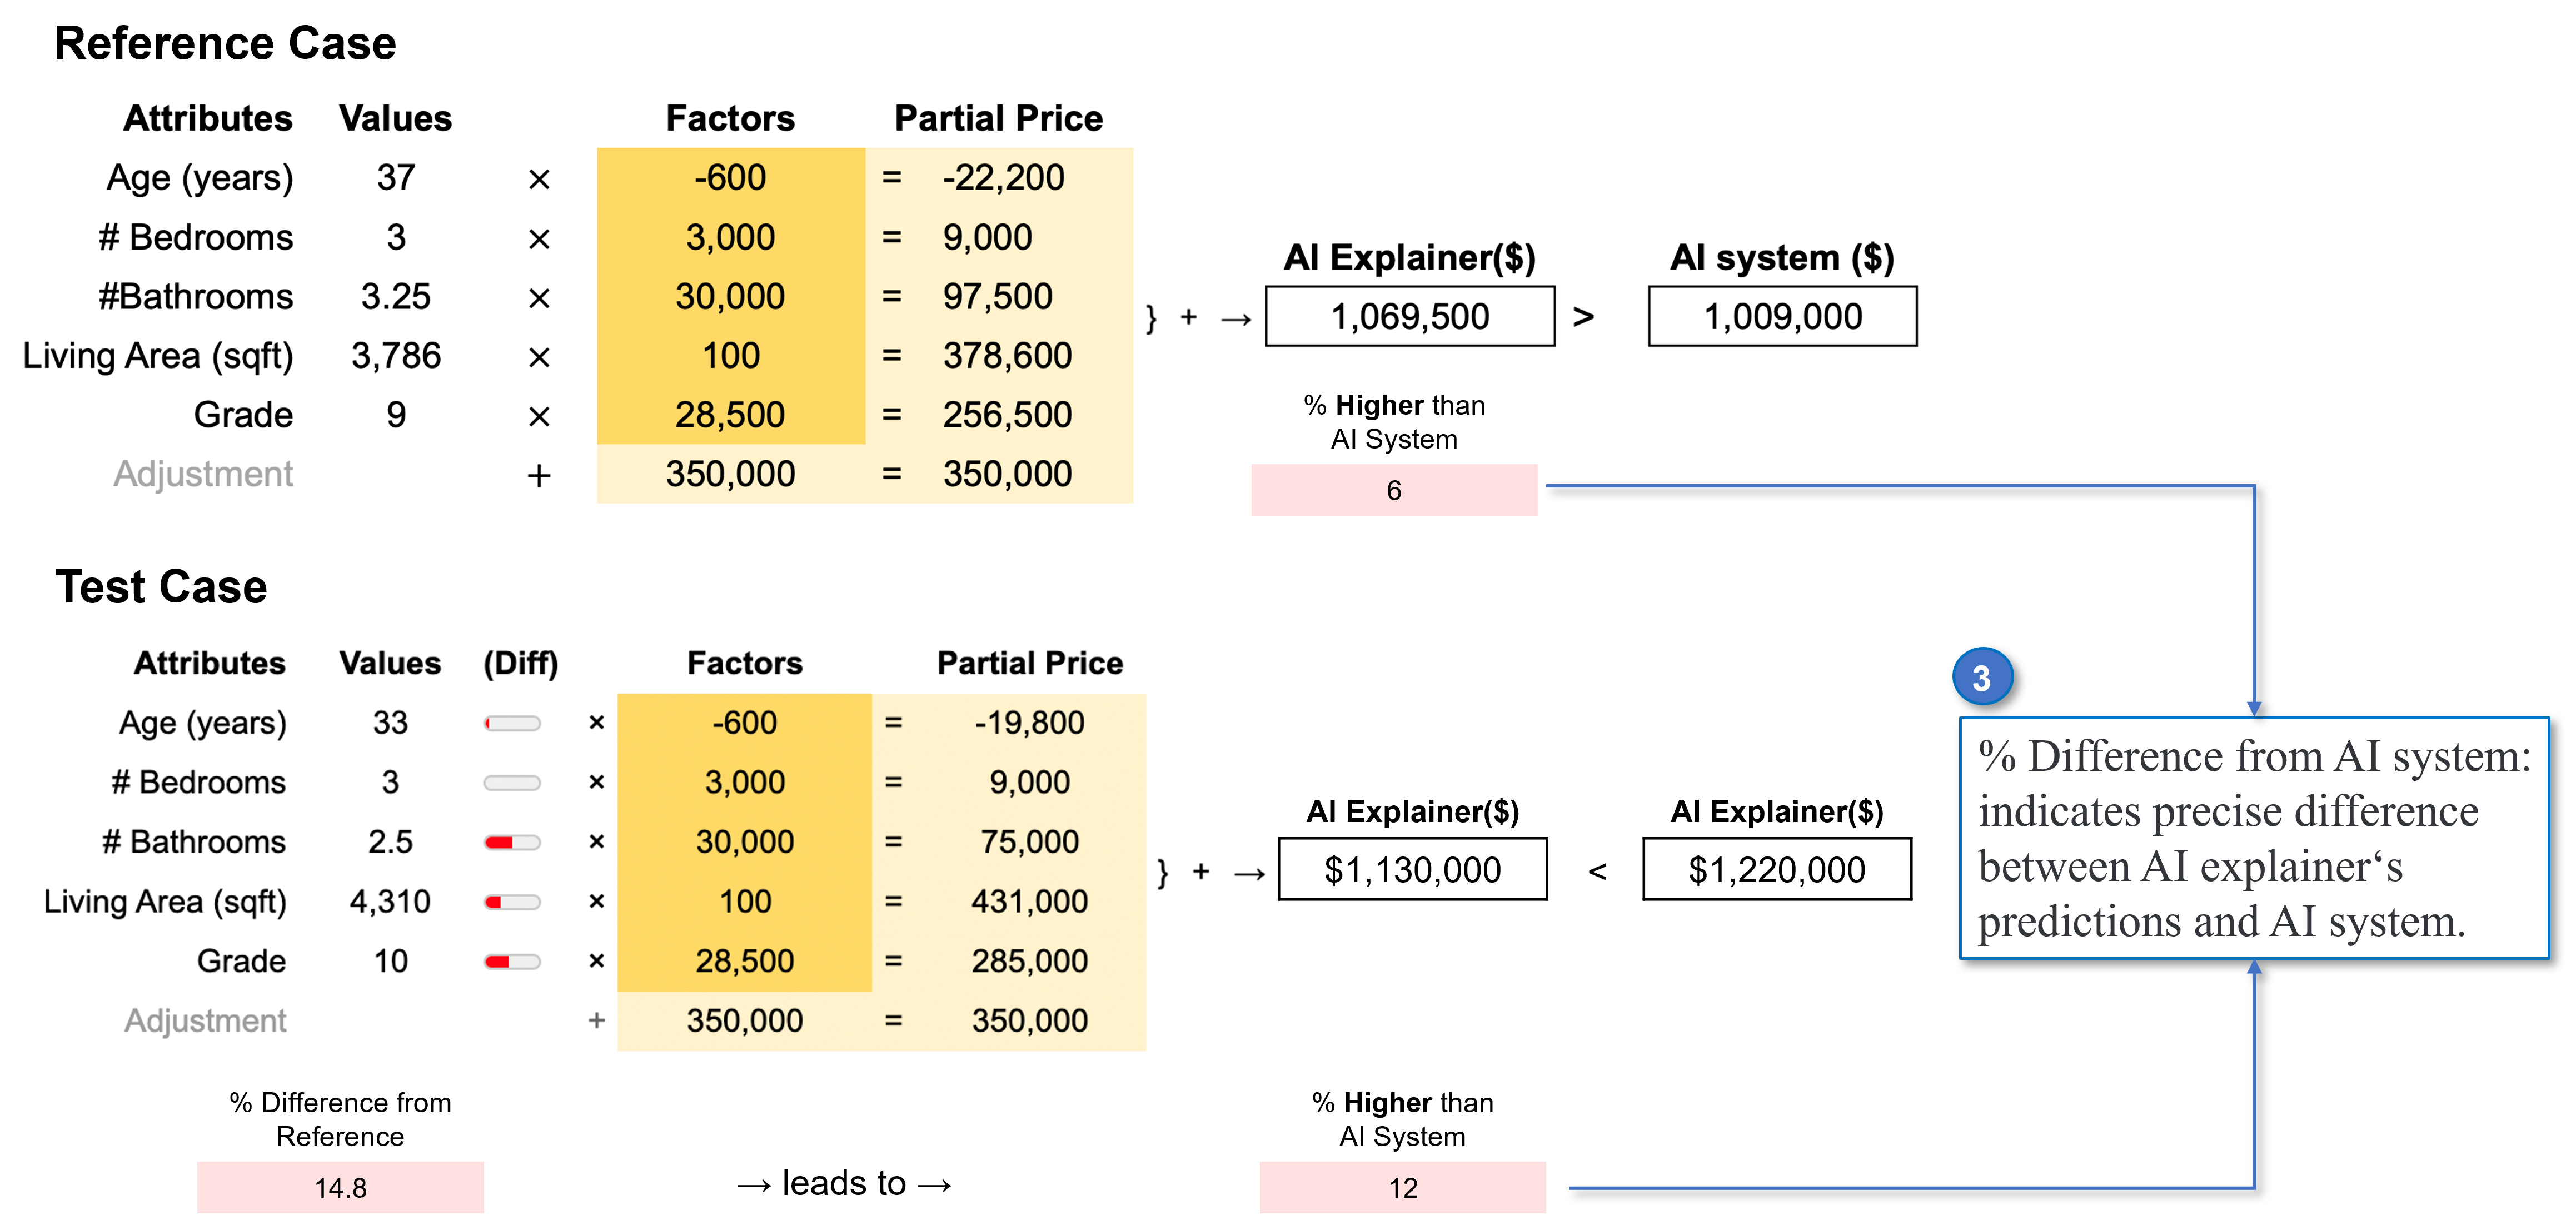 Reference Case
Attributes Values Factors Partial Price
Age (years) 37 × -600 = -22,200
# Bedrooms 3 × 3,000 = 9,000
#Bathrooms 3.25 × 30,000 = 97,500
Living Area (sqft) 3,786 × 100 = 378,600
Grade 9 × 28,500 = 256,500
Adjustment + 350,000 = 350,000
AI Explainer($) AI system ($)
} + → 1,069,500 > 1,009,000
% Higher than
AI System
6
Test Case
Attributes Values (Diff) Factors Partial Price
Age (years) 33 × -600 = -19,800
# Bedrooms 3 × 3,000 = 9,000
# Bathrooms 2.5 × 30,000 = 75,000
Living Area (sqft) 4,310 × 100 = 431,000
Grade 10 × 28,500 = 285,000
Adjustment + 350,000 = 350,000
AI Explainer($) AI Explainer($)
} + → $1,130,000 < $1,220,000
3
% Difference from AI system:
indicates precise difference
between AI explainer‘s
predictions and AI system.
% Difference from
Reference
14.8
→ leads to →
% Higher than
AI System
12